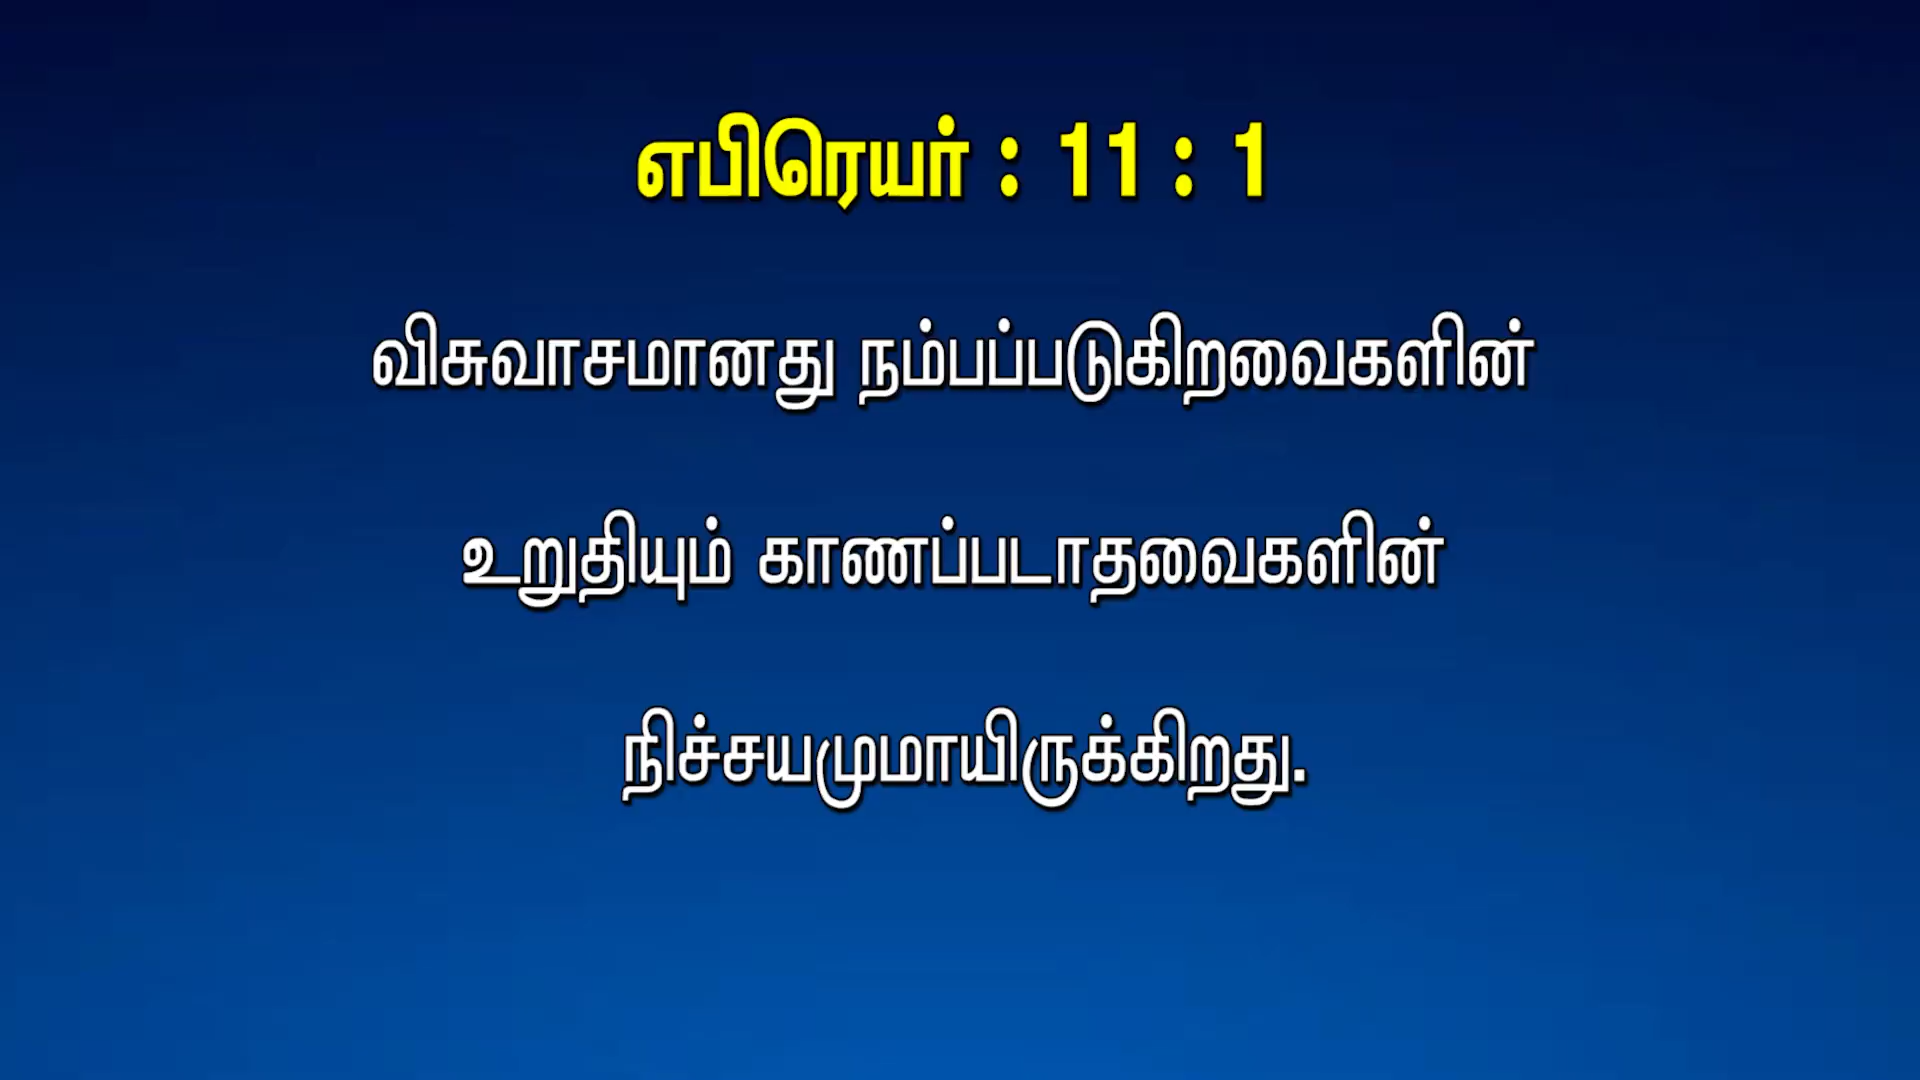 எபிரெயர் : 11 : 1
விசுவாசமானது நம்பப்படுகிறவைகளின்
உறுதியும் காணப்படாதவைகளின்
நிச்சயமுமாயிருக்கிறது.